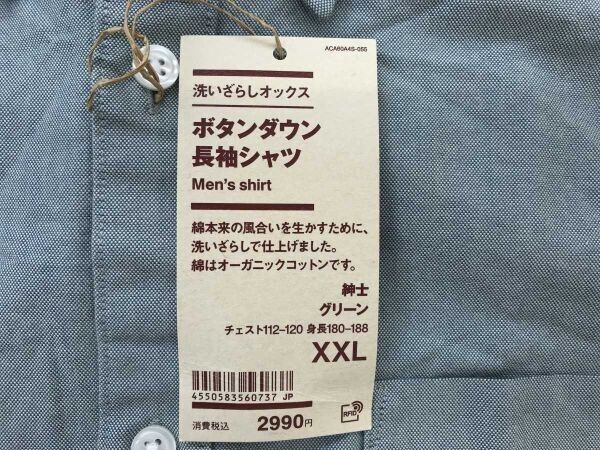 ACA60A4S-055
洗いざらしオックス
ボタンダウン
長袖シャツ
Men's shirt
綿本来の風合いを生かすために、
洗いざらしで仕上げました。
綿はオーガニックコットンです。
紳士
グリーン
チェスト112-120 身長180-188
XXL
4550583560737 JP
RFID
消費税込 2990円